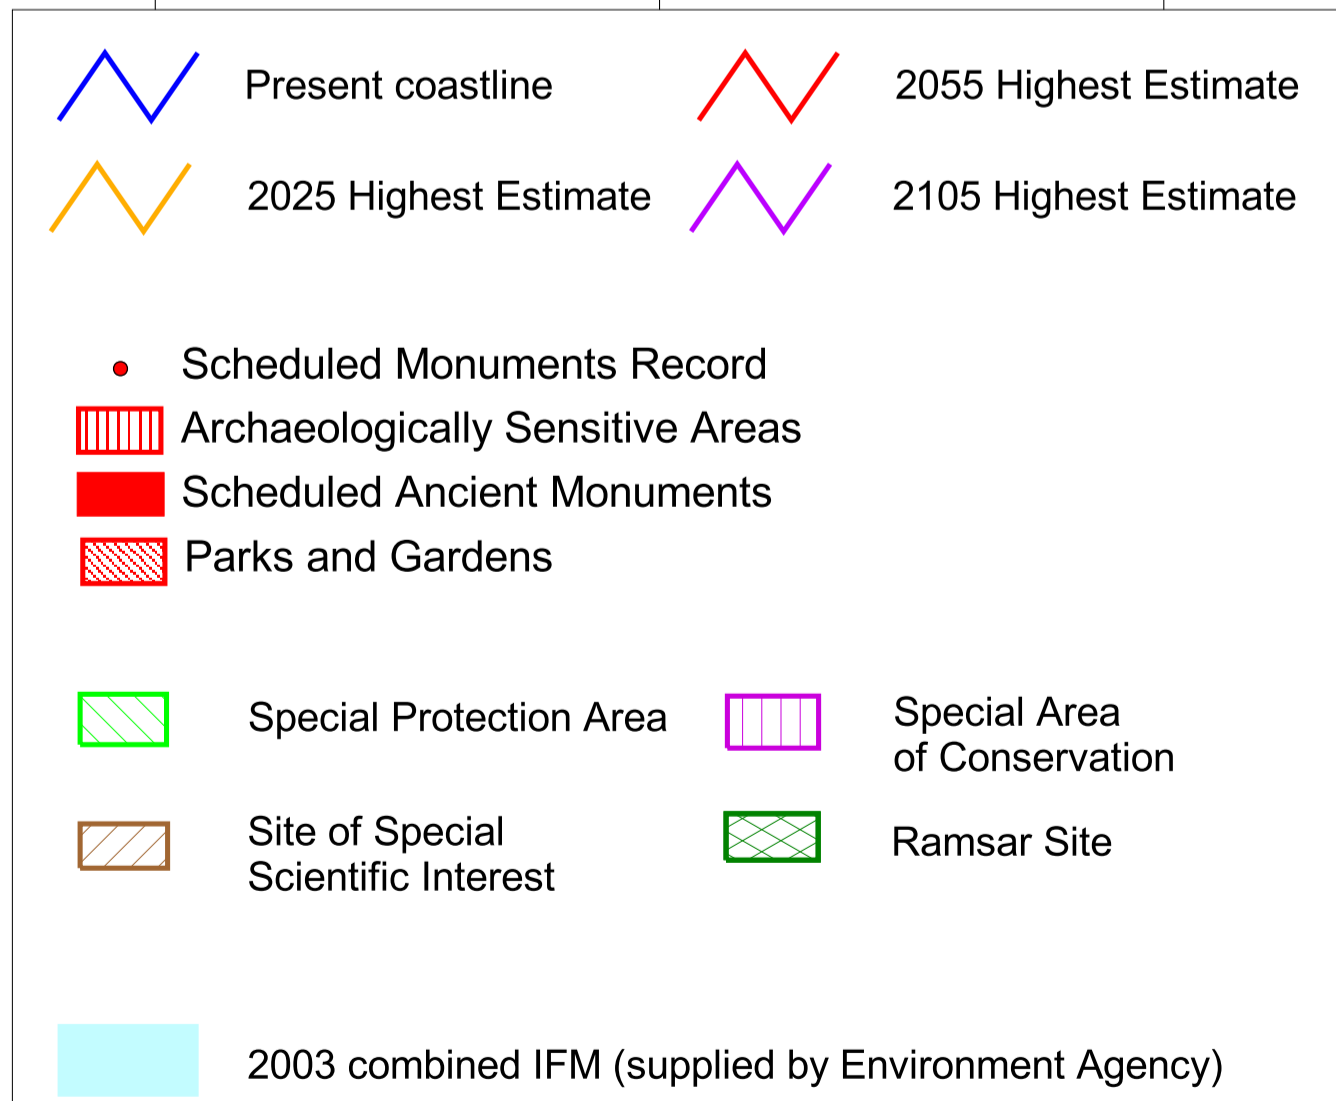 Present coastline
2055 Highest Estimate
2025 Highest Estimate
2105 Highest Estimate
Scheduled Monuments Record
Archaeologically Sensitive Areas
Scheduled Ancient Monuments
Parks and Gardens
Special Protection Area
Special Area
of Conservation
Site of Special
Scientific Interest
Ramsar Site
2003 combined IFM (supplied by Environment Agency)